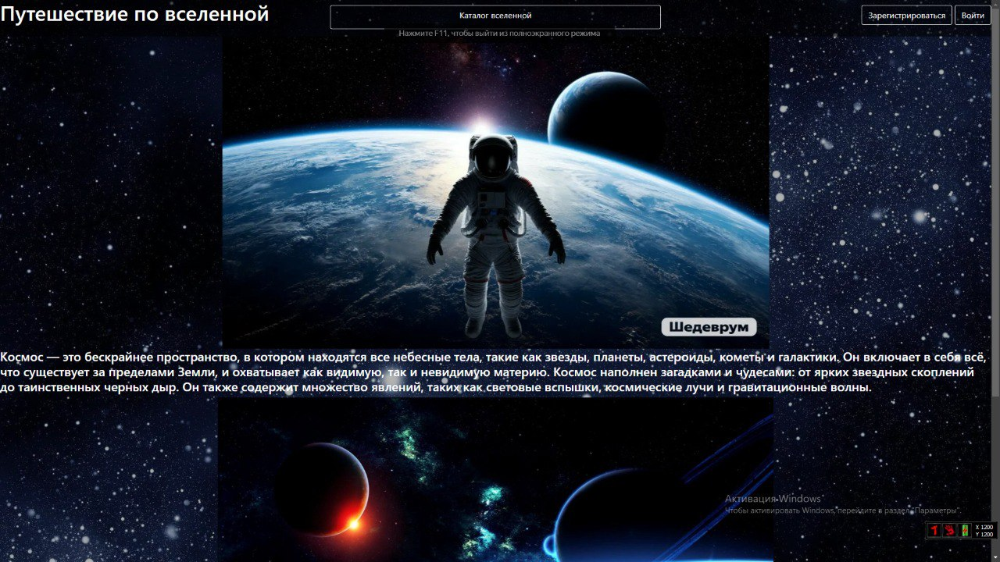 Путешествие по вселенной
Каталог вселенной
Зарегистрироваться
Войти
Нажмите F11, чтобы выйти из полноэкранного режима
Шедеврум
Космос — это бескрайнее пространство, в котором находятся все небесные тела, такие как звезды, планеты, астероиды, кометы и галактики. Он включает в себя всё,
что существует за пределами Земли, и охватывает как видимую, так и невидимую материю. Космос наполнен загадками и чудесами: от ярких звездных скоплений
до таинственных черных дыр. Он также содержит множество явлений, таких как световые вспышки, космические лучи и гравитационные волны.
Активация Windows
Чтобы активировать Windows, перейдите в раздел "Параметры".
X 1200
Y 1200